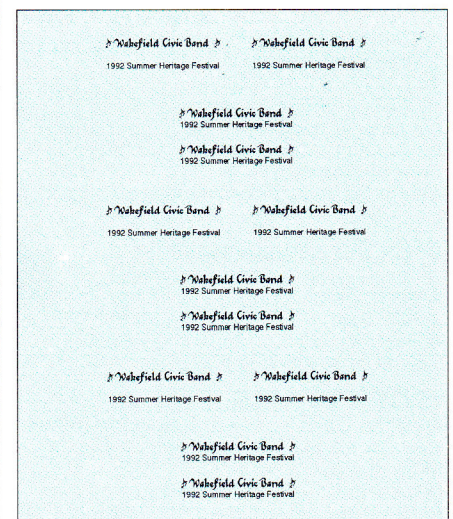 ♪ Wakefield Civic Band ♪ ♪ Wakefield Civic Band ♪
1992 Summer Heritage Festival 1992 Summer Heritage Festival
♪ Wakefield Civic Band ♪
1992 Summer Heritage Festival
♪ Wakefield Civic Band ♪
1992 Summer Heritage Festival
♪ Wakefield Civic Band ♪ ♪ Wakefield Civic Band ♪
1992 Summer Heritage Festival 1992 Summer Heritage Festival
♪ Wakefield Civic Band ♪
1992 Summer Heritage Festival
♪ Wakefield Civic Band ♪
1992 Summer Heritage Festival
♪ Wakefield Civic Band ♪ ♪ Wakefield Civic Band ♪
1992 Summer Heritage Festival 1992 Summer Heritage Festival
♪ Wakefield Civic Band ♪
1992 Summer Heritage Festival
♪ Wakefield Civic Band ♪
1992 Summer Heritage Festival